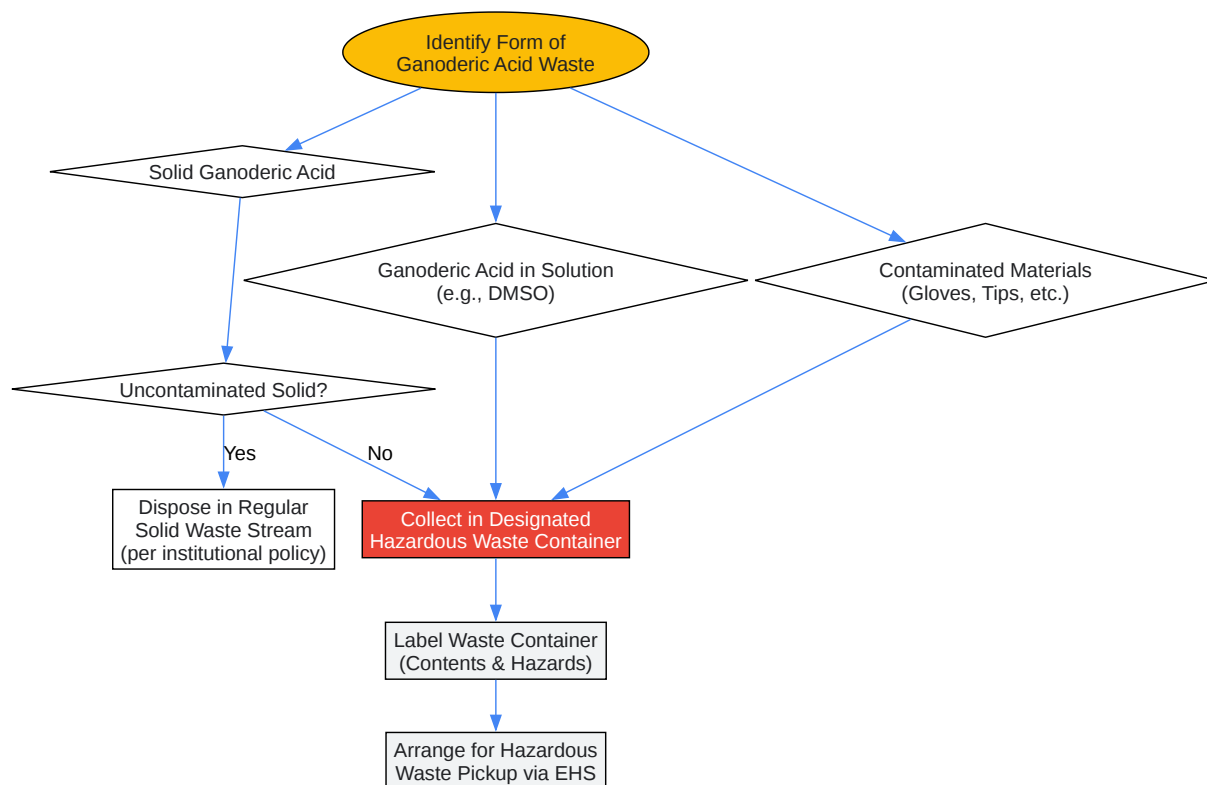 Identify Form of
Ganoderic Acid Waste
Solid Ganoderic Acid
Ganoderic Acid in Solution
(e.g., DMSO)
Contaminated Materials
(Gloves, Tips, etc.)
Uncontaminated Solid?
Yes
No
Dispose in Regular
Solid Waste Stream
(per institutional policy)
Collect in Designated
Hazardous Waste Container
Label Waste Container
(Contents & Hazards)
Arrange for Hazardous
Waste Pickup via EHS